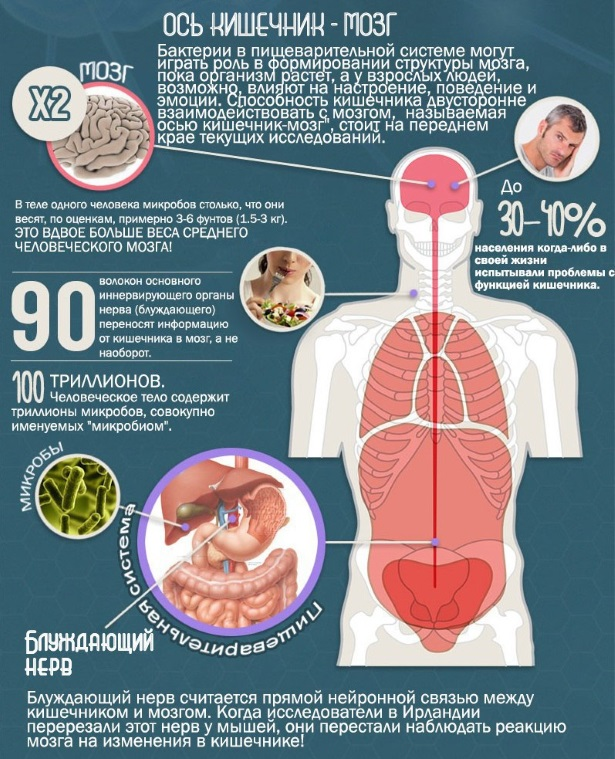 ОСЬ КИШЕЧНИК - МОЗГ
Бактерии в пищеварительной системе могут
играть роль в формировании структуры мозга,
пока организм растет, а у взрослых людей,
возможно, влияют на настроение, поведение и
эмоции. Способность кишечника двусторонне
взаимодействовать с мозгом, называемая
осью кишечник-мозг", стоит на переднем
крае текущих исследований.
МОЗГ
X2
В теле одного человека микробов столько, что они
весят, по оценкам, примерно 3-6 фунтов (1.5-3 кг).
ЭТО ВДВОЕ БОЛЬШЕ ВЕСА СРЕДНЕГО
ЧЕЛОВЕЧЕСКОГО МОЗГА!
До
30-40%
населения когда-либо в
своей жизни
испытывали проблемы с
функцией кишечника.
90
волокон основного
иннервирующего органы
нерва (блуждающего)
переносят информацию
от кишечника в мозг, а не
наоборот.
100 ТРИЛЛИОНОВ.
Человеческое тело содержит
триллионы микробов, совокупно
именуемых "микробиом".
МИКРОБЫ
Пищеварительная система
Блуждающий
нерв
Блуждающий нерв считается прямой нейронной связью между
кишечником и мозгом. Когда исследователи в Ирландии
перерезали этот нерв у мышей, они перестали наблюдать реакцию
мозга на изменения в кишечнике!